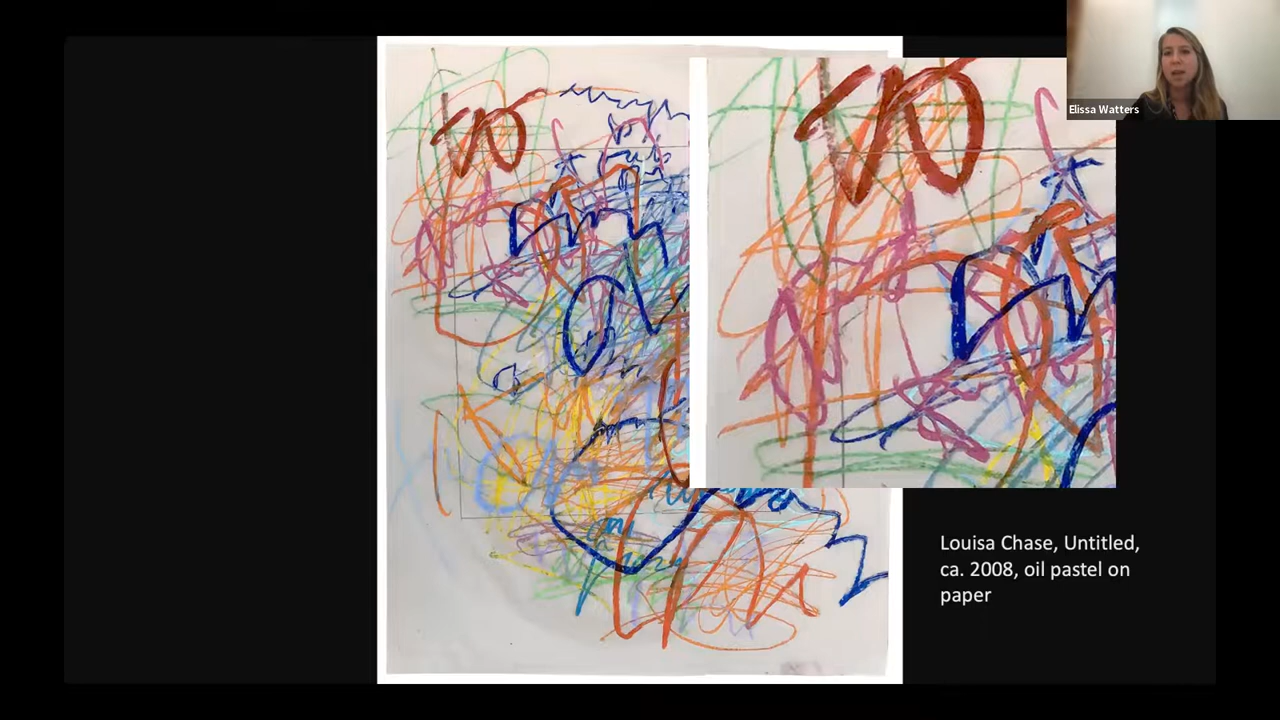 Elissa Watters
Louisa Chase, Untitled,
ca. 2008, oil pastel on
paper